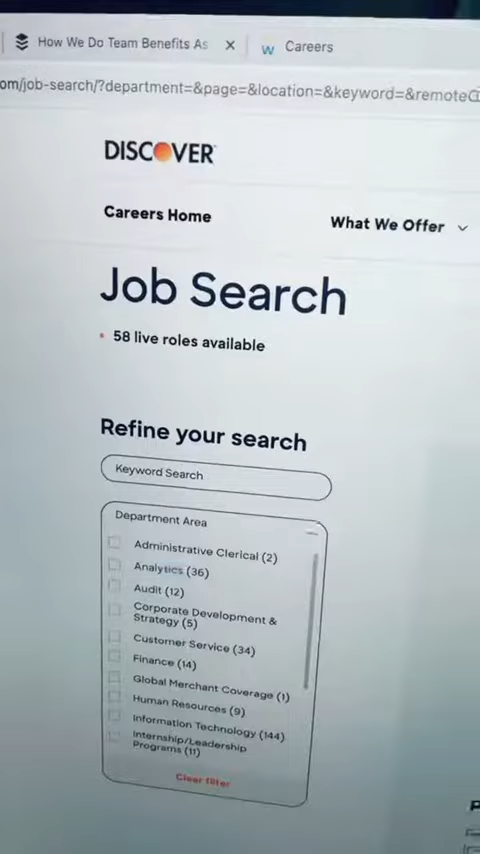 How We Do Team Benefits As
Careers
om/job-search/?department=&page=&location=&keyword=&remote
DISCOVER
Careers Home
What We Offer
Job Search
58 live roles available
Refine your search
Keyword Search
Department Area
Administrative Clerical (2)
Analytics (36)
Audit (12)
Corporate Development &
Strategy (5)
Customer Service (34)
Finance (14)
Global Merchant Coverage (1)
Human Resources (9)
Information Technology (144)
Internship/Leadership
Programs (11)
Clear filter